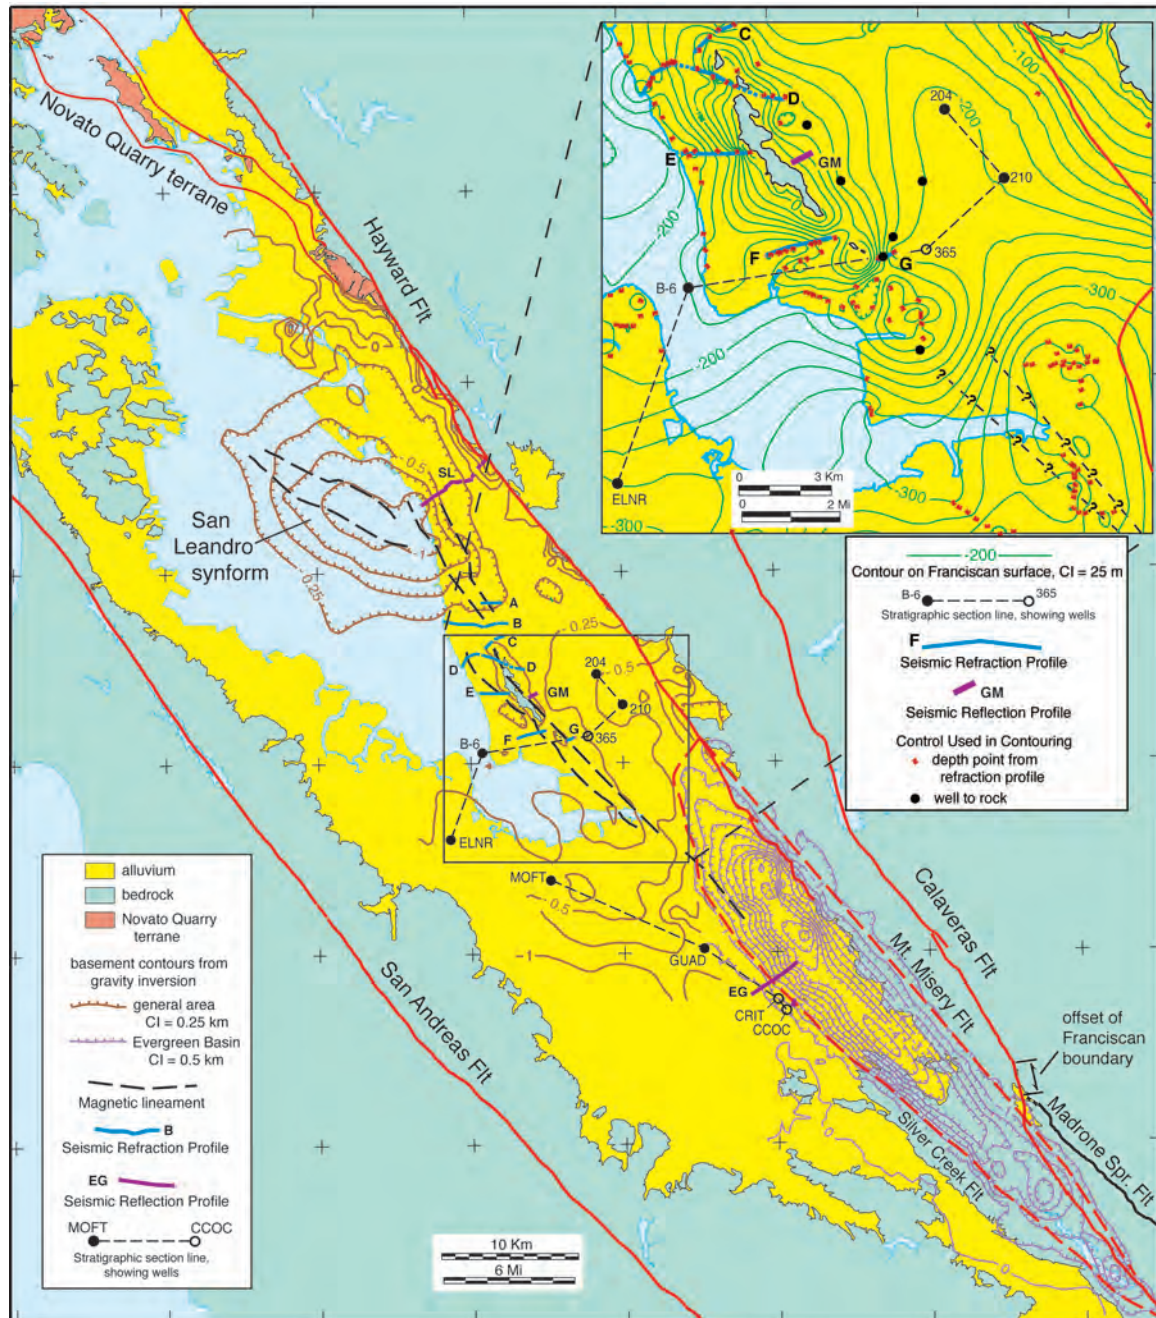 Novato Quarry terrane
Hayward Flt
San
Leandro
synform
SL
-0.5
-1
-0.25
A
B
C
D
D
E
F
G
GM
-0.25
-0.5
204
210
365
B-6
ELNR
MOFT
-0.5
-1
GUAD
EG
CRIT
CCOC
San Andreas Flt
Calaveras Flt
Mt. Misery Flt
Silver Creek Flt
offset of
Franciscan
boundary
Madrone Spr. Flt
0
0
0
10 Km
6 Mi
C
D
E
GM
F
G
204
210
365
B-6
ELNR
-100
-200
-200
-200
-300
-300
-300
? ? ? ? ? ? ?
0 3 Km
0 2 Mi
-200
Contour on Franciscan surface, CI = 25 m
B-6 365
Stratigraphic section line, showing wells
F
Seismic Refraction Profile
GM
Seismic Reflection Profile
Control Used in Contouring
depth point from
refraction profile
well to rock
alluvium
bedrock
Novato Quarry
terrane
basement contours from
gravity inversion
general area
CI = 0.25 km
Evergreen Basin
CI = 0.5 km
Magnetic lineament
B
Seismic Refraction Profile
EG
Seismic Reflection Profile
MOFT CCOC
Stratigraphic section line,
showing wells